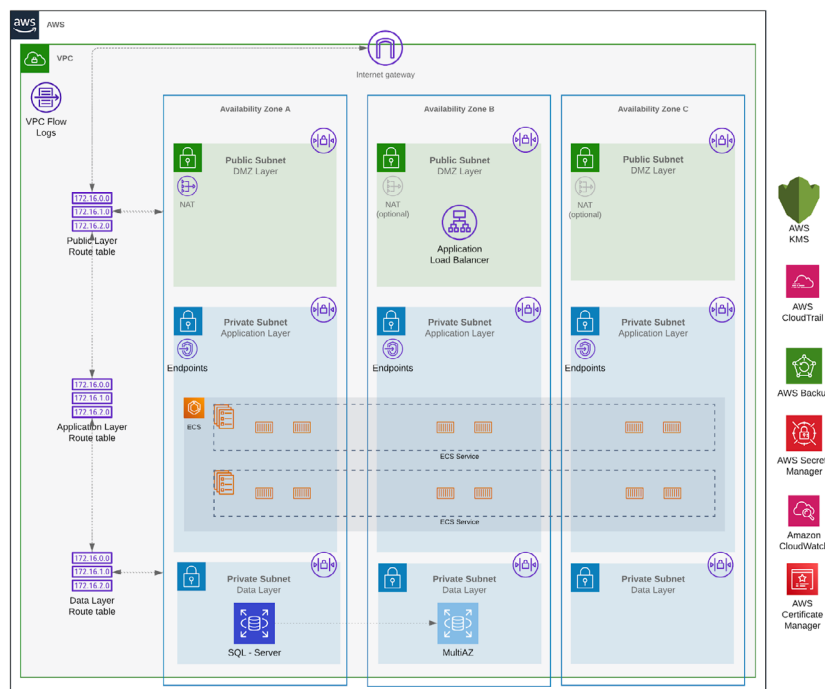 aws
AWS
VPC
Internet gateway
VPC Flow
Logs
Availability Zone A
Availability Zone B
Availability Zone C
Public Subnet
DMZ Layer
NAT
Public Subnet
DMZ Layer
NAT
(optional)
Application
Load Balancer
Public Subnet
DMZ Layer
NAT
(optional)
172.16.0.0
172.16.1.0
172.16.2.0
Public Layer
Route table
Private Subnet
Application Layer
Endpoints
Private Subnet
Application Layer
Endpoints
Private Subnet
Application Layer
Endpoints
172.16.0.0
172.16.1.0
172.16.2.0
Application Layer
Route table
ECS
ECS Service
ECS Service
172.16.0.0
172.16.1.0
172.16.2.0
Data Layer
Route table
Private Subnet
Data Layer
SQL - Server
Private Subnet
Data Layer
MultiAZ
Private Subnet
Data Layer
AWS
KMS
AWS
CloudTrail
AWS Backu
AWS Secret
Manager
Amazon
CloudWatch
AWS
Certificate
Manager